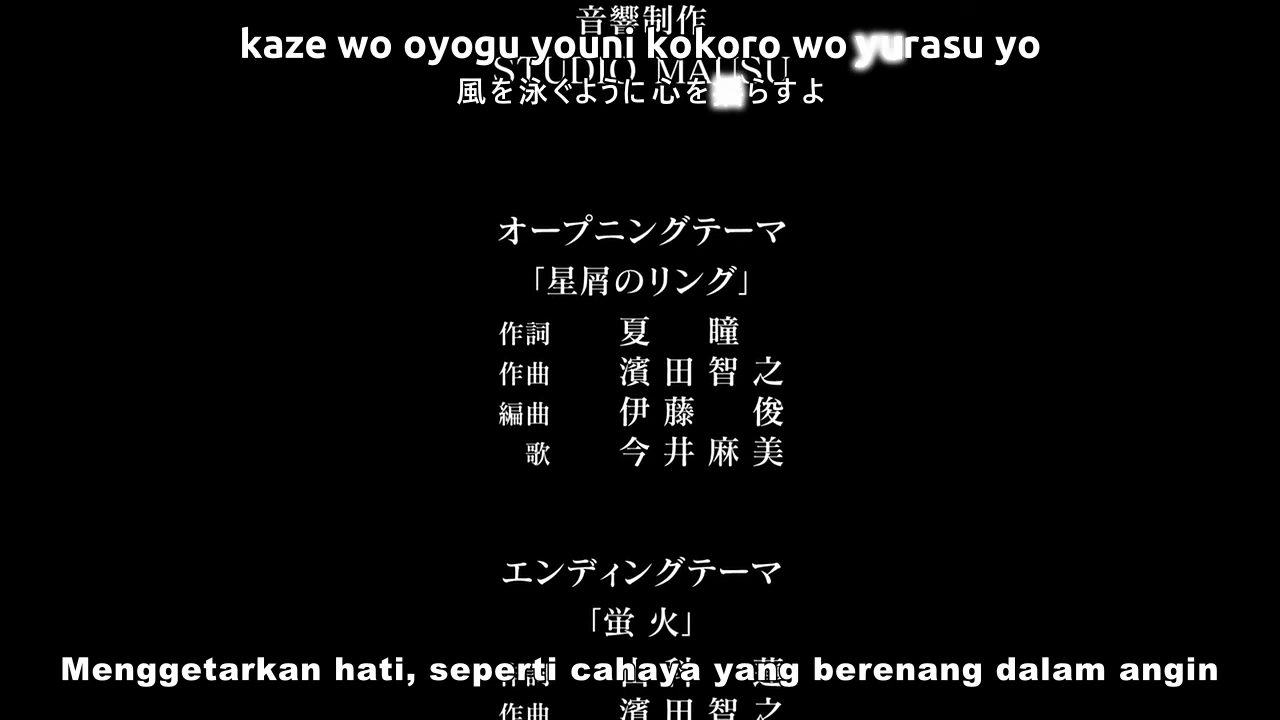 音響制作
kaze wo oyogu youni kokoro wo yurasu yo
STUDIO MAUSU
風を泳ぐように 心を らすよ
オープニングテーマ
「星屑のリング」
作詞 夏 瞳
作曲 濱田智之
編曲 伊藤 俊
歌 今井麻美
エンディングテーマ
「蛍火」
Menggetarkan hati, seperti cahaya yang berenang dalam angin
作詞
作曲 濱田智之